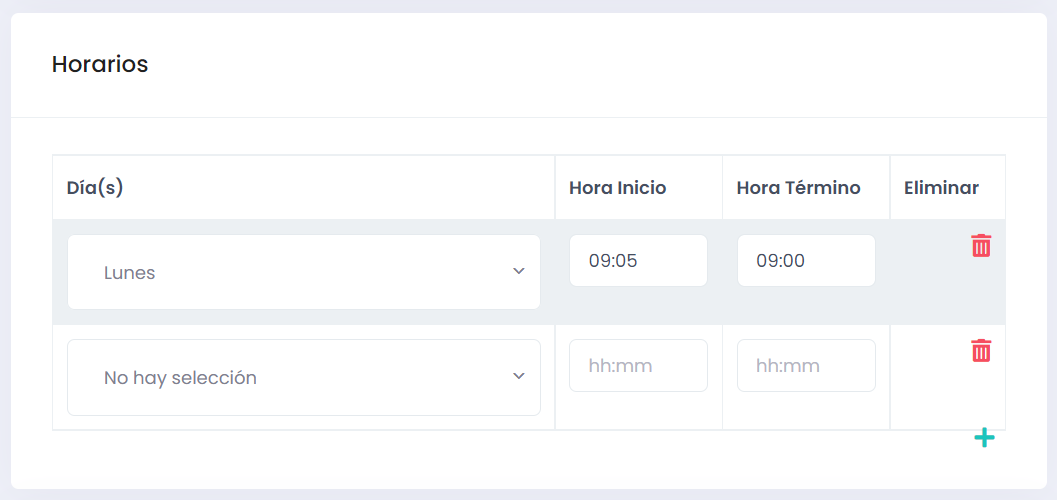 Horarios
Día(s) Hora Inicio Hora Término Eliminar
Lunes 09:05 09:00
No hay selección hh:mm hh:mm